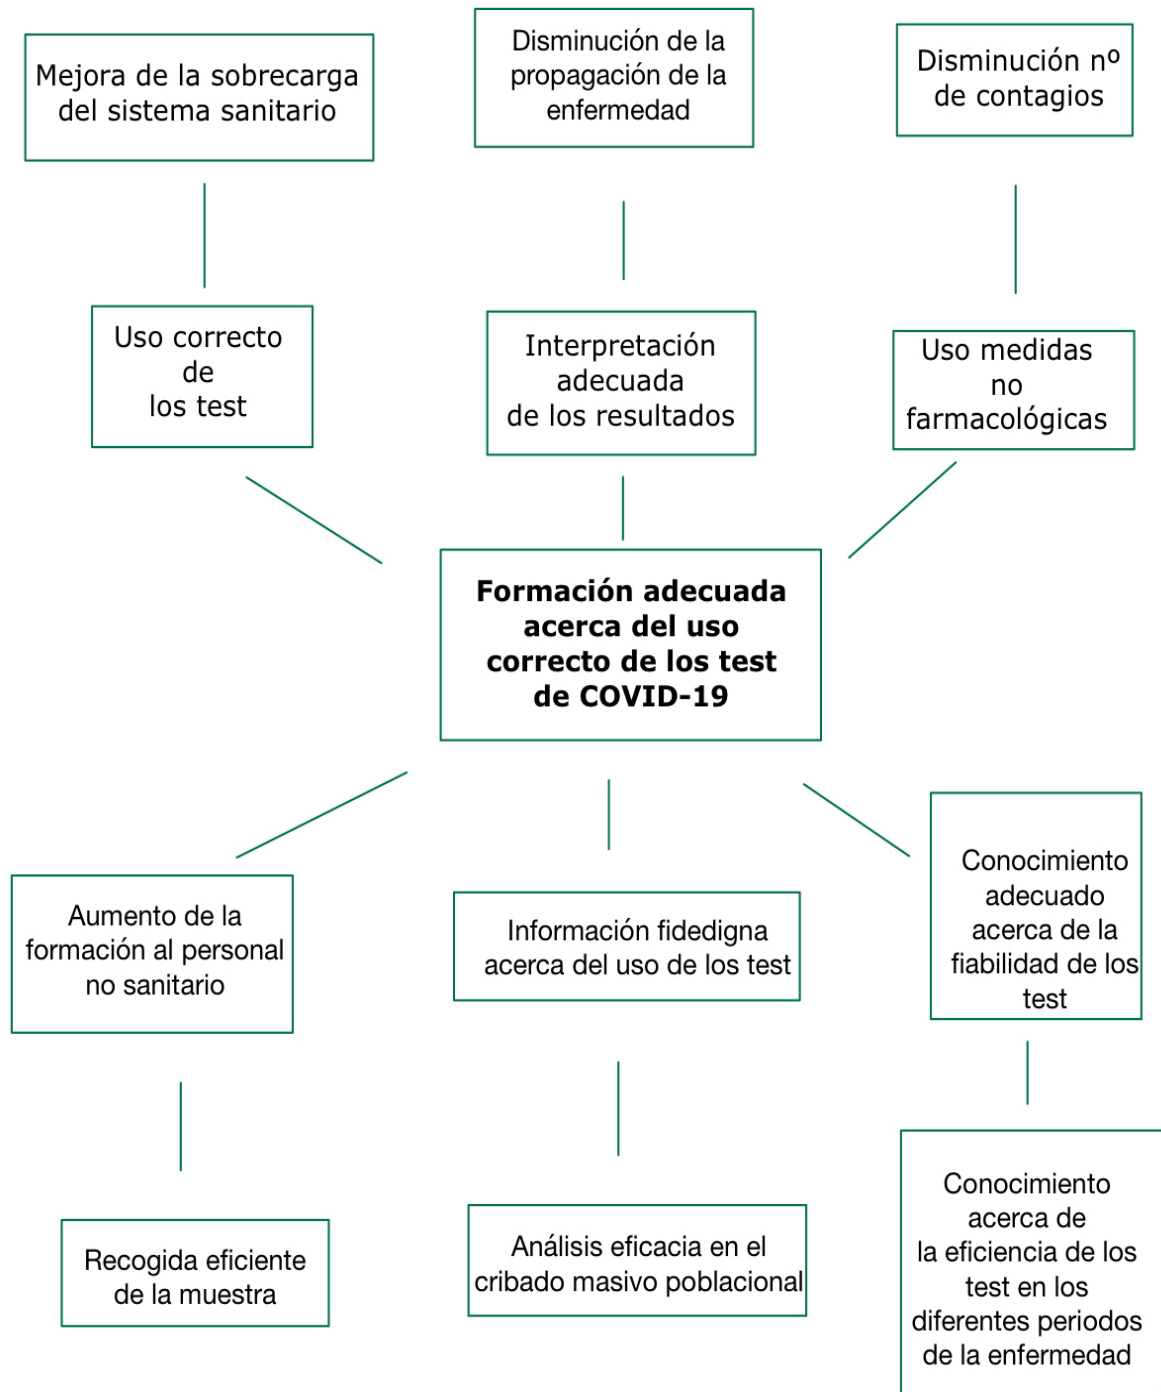 Mejora de la sobrecarga
del sistema sanitario
Disminución de la
propagación de la
enfermedad
Disminución nº
de contagios
Uso correcto
de
los test
Interpretación
adecuada
de los resultados
Uso medidas
no
farmacológicas
Formación adecuada
acerca del uso
correcto de los test
de COVID-19
Aumento de la
formación al personal
no sanitario
Información fidedigna
acerca del uso de los test
Conocimiento
adecuado
acerca de la
fiabilidad de los
test
Recogida eficiente
de la muestra
Análisis eficacia en el
cribado masivo poblacional
Conocimiento
acerca de
la eficiencia de los
test en los
diferentes periodos
de la enfermedad